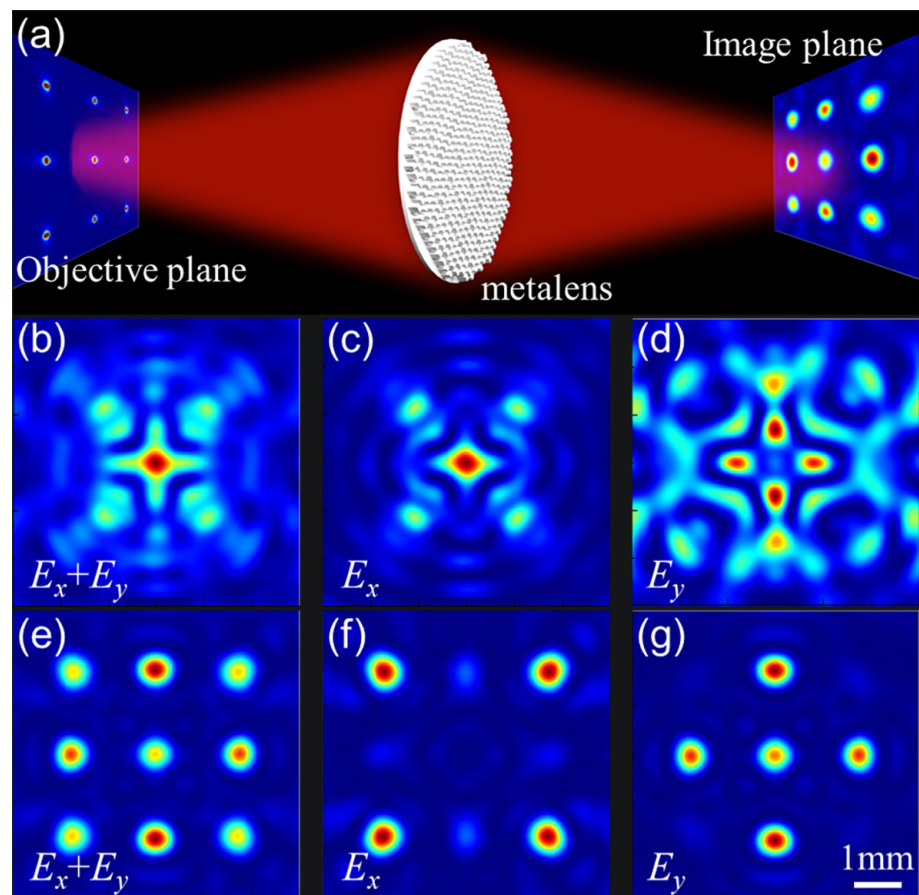 (a)
Image plane
Objective plane
metalens
(b)
(c)
(d)
Ex+Ey
Ex
Ey
(e)
(f)
(g)
Ex+Ey
Ex
Ey
1mm